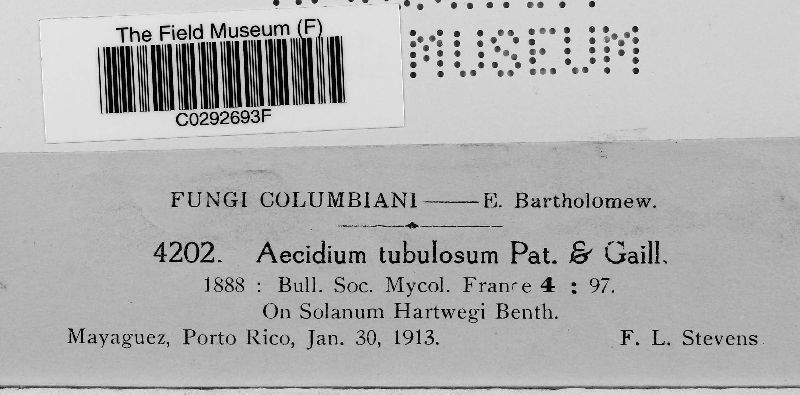 The Field Museum (F)
MUSEUM
C0292693F
FUNGI COLUMBIANI—E. Bartholomew.
4202. Aecidium tubulosum Pat. & Gaill.
1888 : Bull. Soc. Mycol. France 4 : 97.
On Solanum Hartwegi Benth.
Mayaguez, Porto Rico, Jan. 30, 1913. F. L. Stevens